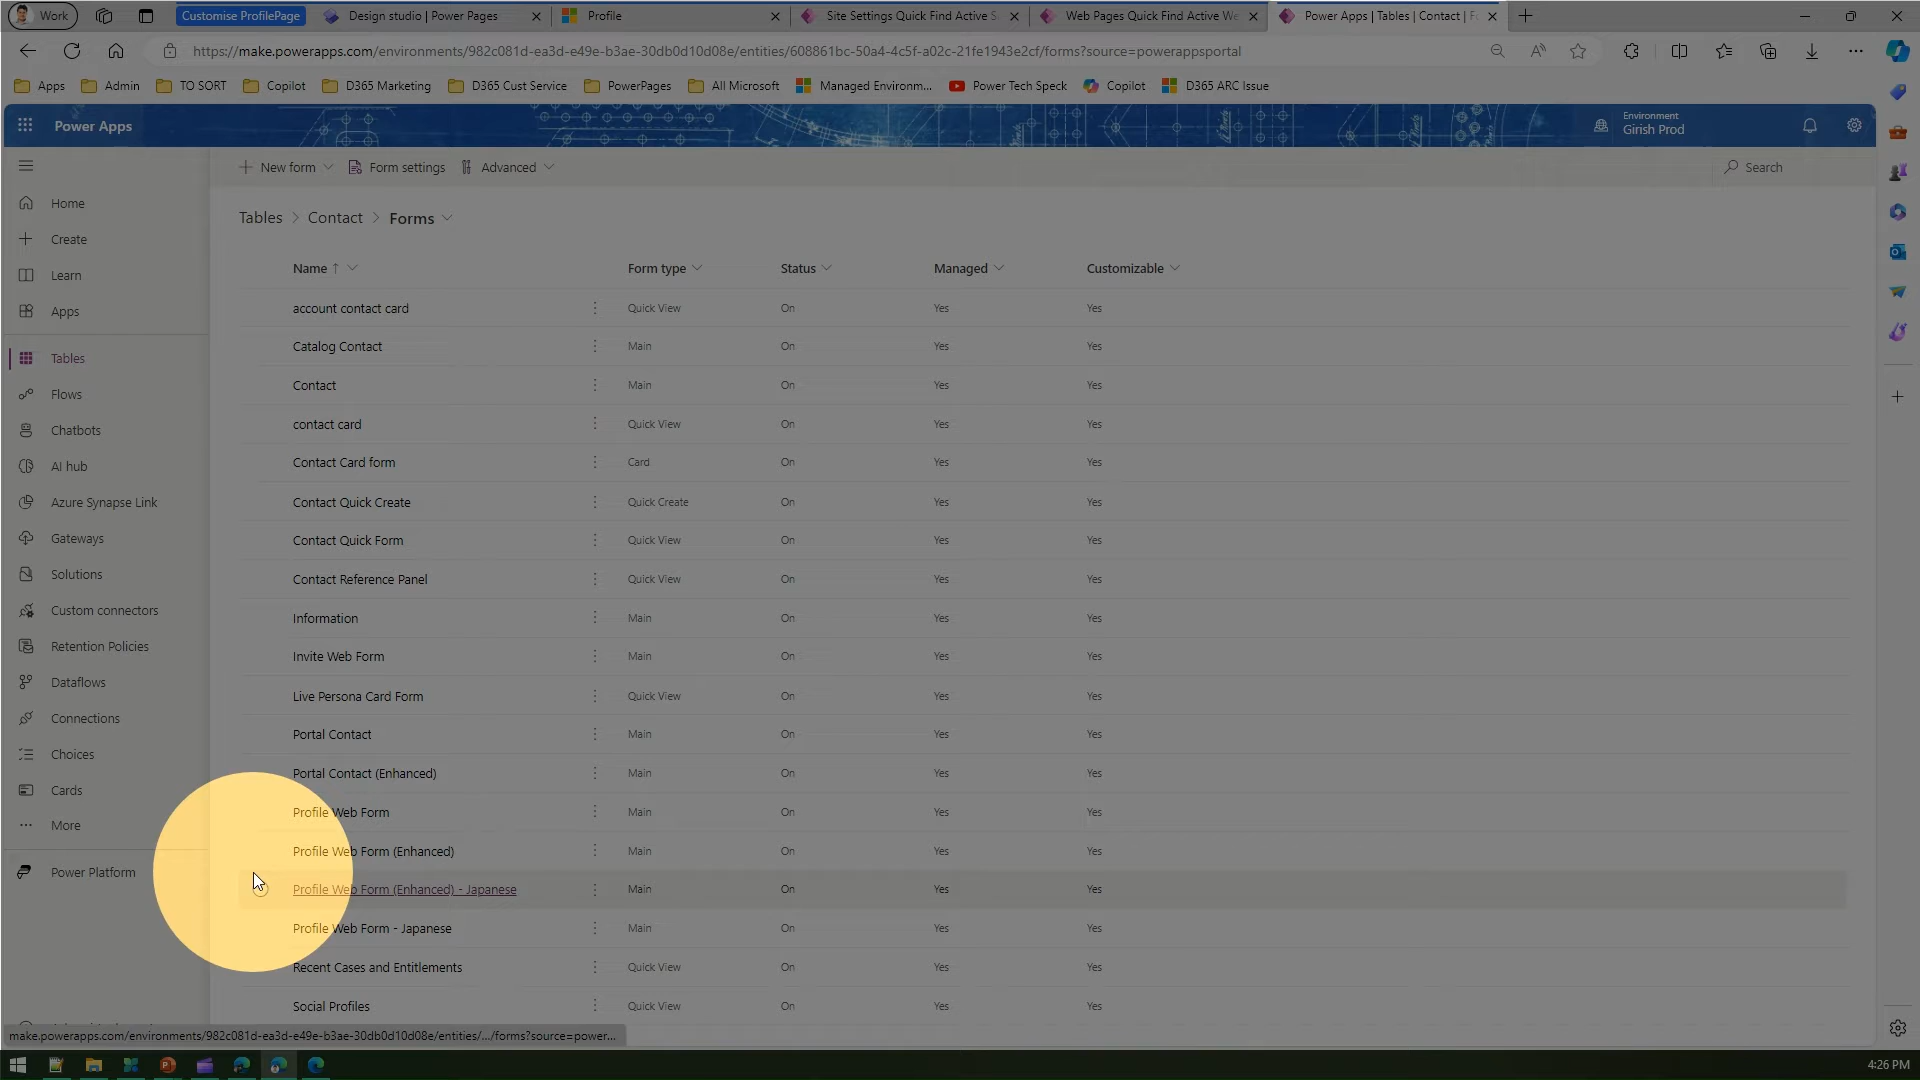 Work
Customise ProfilePage
Design studio | Power Pages
Profile
Site Settings Quick Find Active S
Web Pages Quick Find Active We
Power Apps | Tables | Contact | Fo
https://make.powerapps.com/environments/982c081d-ea3d-e49e-b3ae-30db0d10d08e/entities/608861bc-50a4-4c5f-a02c-21fe1943e2cf/forms?source=powerappsportal
Apps
Admin
TO SORT
Copilot
D365 Marketing
D365 Cust Service
PowerPages
All Microsoft
Managed Environm...
Power Tech Speck
Copilot
D365 ARC Issue
Power Apps
Environment
Girish Prod
New form
Form settings
Advanced
Search
Home
Create
Learn
Apps
Tables
Flows
Chatbots
AI hub
Azure Synapse Link
Gateways
Solutions
Custom connectors
Retention Policies
Dataflows
Connections
Choices
Cards
More
Power Platform
Tables > Contact > Forms
Name ↑ Form type Status Managed Customizable
account contact card Quick View On Yes Yes
Catalog Contact Main On Yes Yes
Contact Main On Yes Yes
contact card Quick View On Yes Yes
Contact Card form Card On Yes Yes
Contact Quick Create Quick Create On Yes Yes
Contact Quick Form Quick View On Yes Yes
Contact Reference Panel Quick View On Yes Yes
Information Main On Yes Yes
Invite Web Form Main On Yes Yes
Live Persona Card Form Quick View On Yes Yes
Portal Contact Main On Yes Yes
Portal Contact (Enhanced) Main On Yes Yes
Profile Web Form Main On Yes Yes
Profile Web Form (Enhanced) Main On Yes Yes
Profile Web Form (Enhanced) - Japanese Main On Yes Yes
Profile Web Form - Japanese Main On Yes Yes
Recent Cases and Entitlements Quick View On Yes Yes
Social Profiles Quick View On Yes Yes
make.powerapps.com/environments/982c081d-ea3d-e49e-b3ae-30db0d10d08e/entities/.../forms?source=power...
4:26 PM